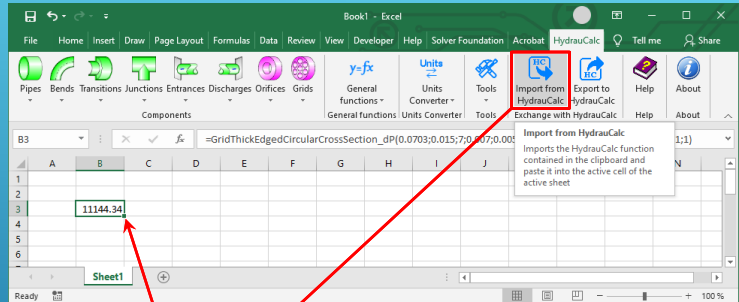 Book1 - Excel
File Home Insert Draw Page Layout Formulas Data Review View Developer Help Solver Foundation Acrobat HydrauCalc Tell me Share
y=fx Units HC HC
Pipes Bends Transitions Junctions Entrances Discharges Orifices Grids General Units Tools Import from Export to Help About
functions Converter HydrauCalc HydrauCalc
Components General functions Units Converter Tools Exchange with HydrauCalc Help About
B3 fx =GridThickEdgedCircularCrossSection_dP(0.0703;0.015;7;0.007;0.005 1;1)
Import from HydrauCalc
Imports the HydrauCalc function
contained in the clipboard and
paste it into the active cell of the
active sheet
A B C D E F G H I J N
1
2
3 11144.34
4
5
6
Sheet1
Ready 100 %